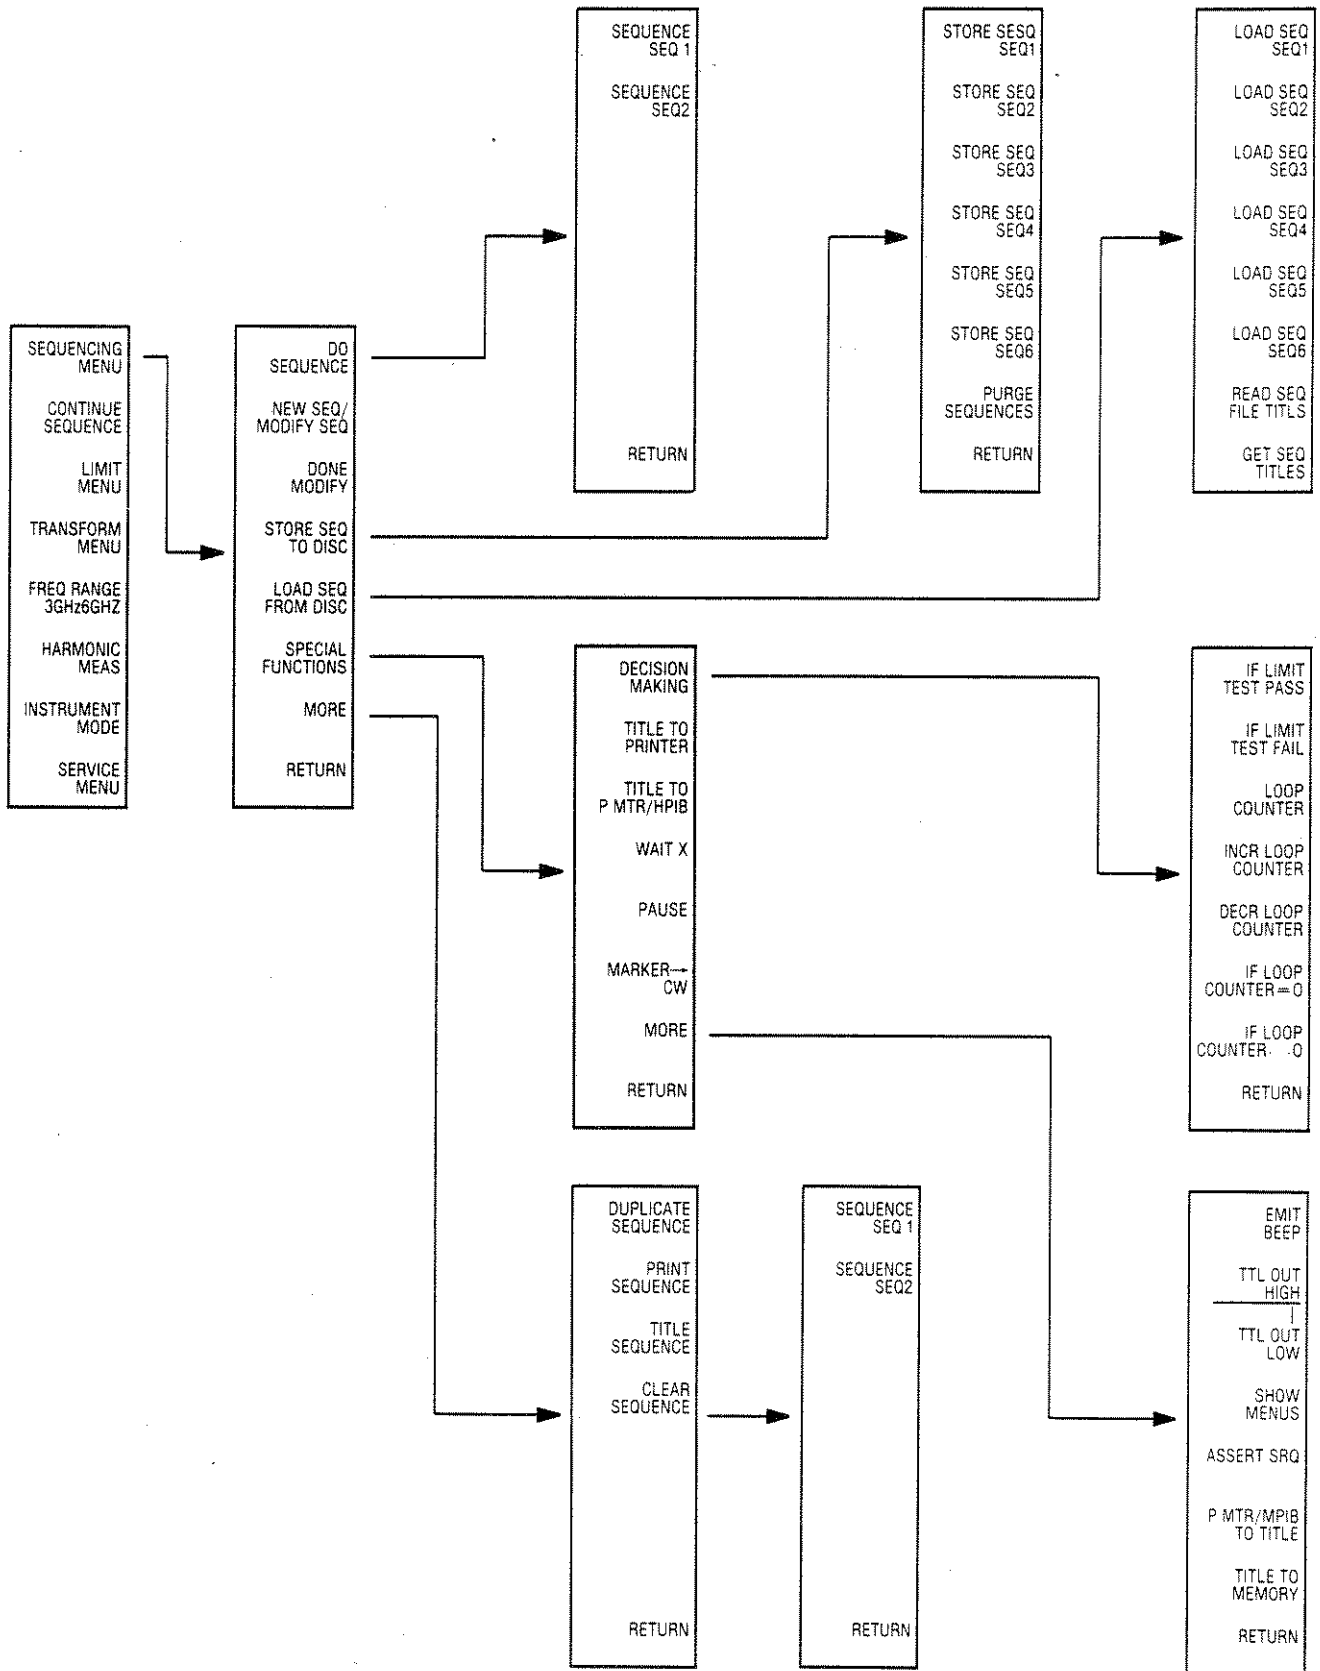 SEQUENCE
SEQ 1
SEQUENCE
SEQ2
RETURN
STORE SESQ
SEQ1
STORE SEQ
SEQ2
STORE SEQ
SEQ3
STORE SEQ
SEQ4
STORE SEQ
SEQ5
STORE SEQ
SEQ6
PURGE
SEQUENCES
RETURN
LOAD SEQ
SEQ1
LOAD SEQ
SEQ2
LOAD SEQ
SEQ3
LOAD SEQ
SEQ4
LOAD SEQ
SEQ5
LOAD SEQ
SEQ6
READ SEQ
FILE TITLS
GET SEQ
TITLES
SEQUENCING
MENU
CONTINUE
SEQUENCE
LIMIT
MENU
TRANSFORM
MENU
FREQ RANGE
3GHz6GHZ
HARMONIC
MEAS
INSTRUMENT
MODE
SERVICE
MENU
DO
SEQUENCE
NEW SEQ/
MODIFY SEQ
DONE
MODIFY
STORE SEQ
TO DISC
LOAD SEQ
FROM DISC
SPECIAL
FUNCTIONS
MORE
RETURN
DECISION
MAKING
TITLE TO
PRINTER
TITLE TO
P MTR/HPIB
WAIT X
PAUSE
MARKER→
CW
MORE
RETURN
IF LIMIT
TEST PASS
IF LIMIT
TEST FAIL
LOOP
COUNTER
INCR LOOP
COUNTER
DECR LOOP
COUNTER
IF LOOP
COUNTER=0
IF LOOP
COUNTER 0
RETURN
DUPLICATE
SEQUENCE
PRINT
SEQUENCE
TITLE
SEQUENCE
CLEAR
SEQUENCE
RETURN
SEQUENCE
SEQ 1
SEQUENCE
SEQ2
RETURN
EMIT
BEEP
TTL OUT
HIGH
TTL OUT
LOW
SHOW
MENUS
ASSERT SRQ
P MTR/MPIB
TO TITLE
TITLE TO
MEMORY
RETURN